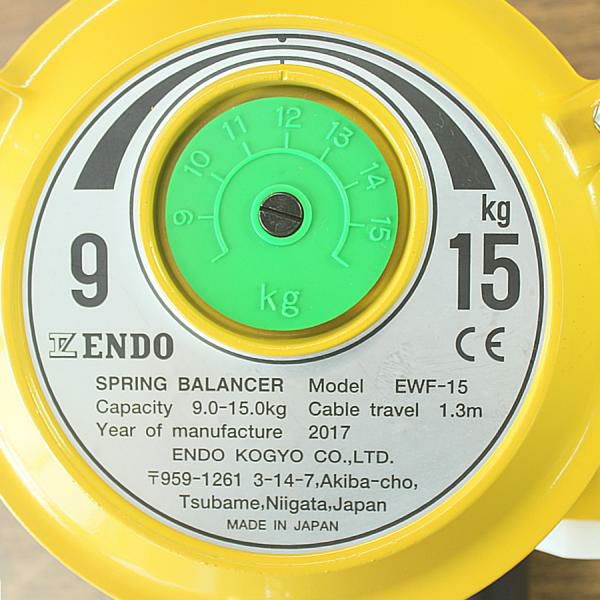 9 10 11 12 13 14 15
kg
kg
9 15
ENDO CE
SPRING BALANCER Model EWF-15
Capacity 9.0-15.0kg Cable travel 1.3m
Year of manufacture 2017
ENDO KOGYO CO.,LTD.
〒959-1261 3-14-7,Akiba-cho,
Tsubame,Niigata,Japan
MADE IN JAPAN